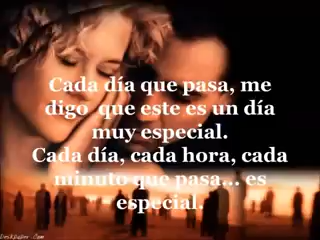 Cada día que pasa, me
digo que este es un día
muy especial.
Cada día, cada hora, cada
minuto que pasa... es
especial.